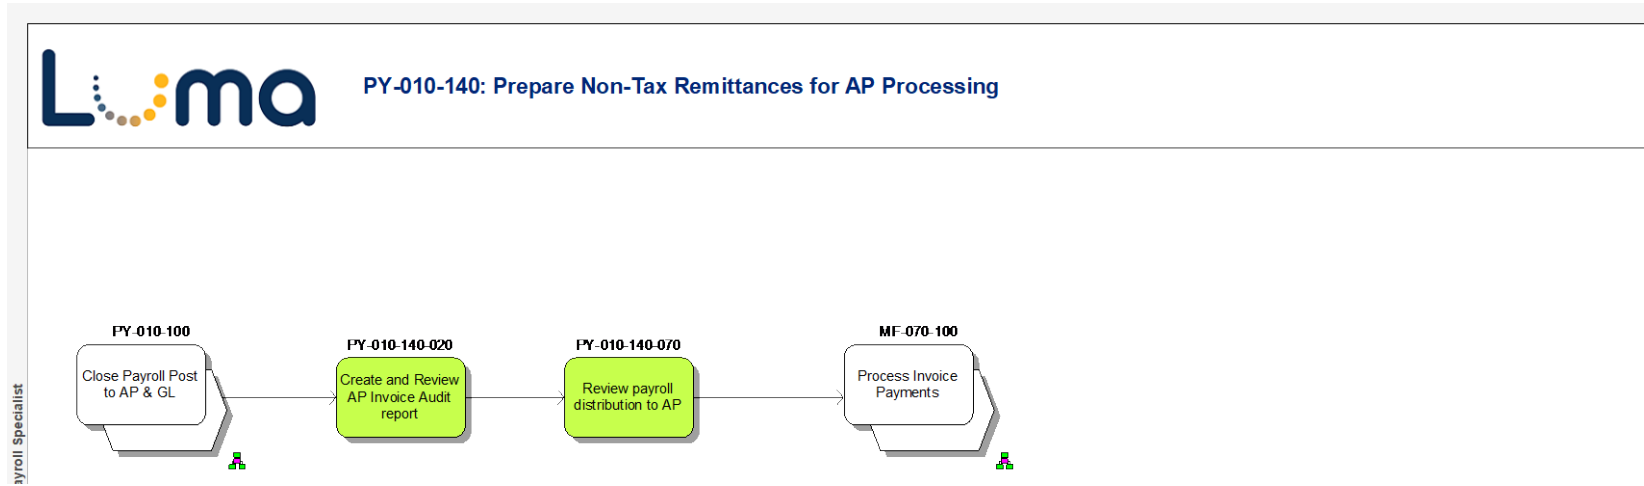 Luma
PY-010-140: Prepare Non-Tax Remittances for AP Processing
PY-010-100
Close Payroll Post
to AP & GL
PY-010-140-020
Create and Review
AP Invoice Audit
report
PY-010-140-070
Review payroll
distribution to AP
MF-070-100
Process Invoice
Payments
ayroll Specialist